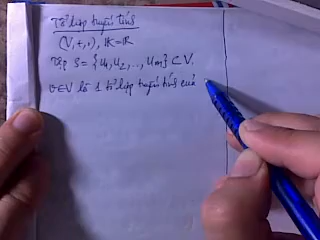 Tổ hợp tuyến tính
(V,+,.), K=R
Tập S = {u1, u2, .., um} ⊂ V,
v∈V là 1 tổ hợp tuyến tính của